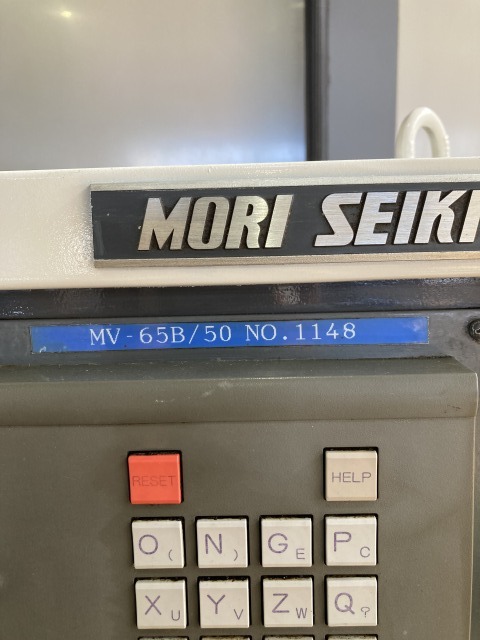 MORI SEIKI
MV-65B/50 NO.1148
RESET HELP
O( N) GE PC
XU YV ZW Q?